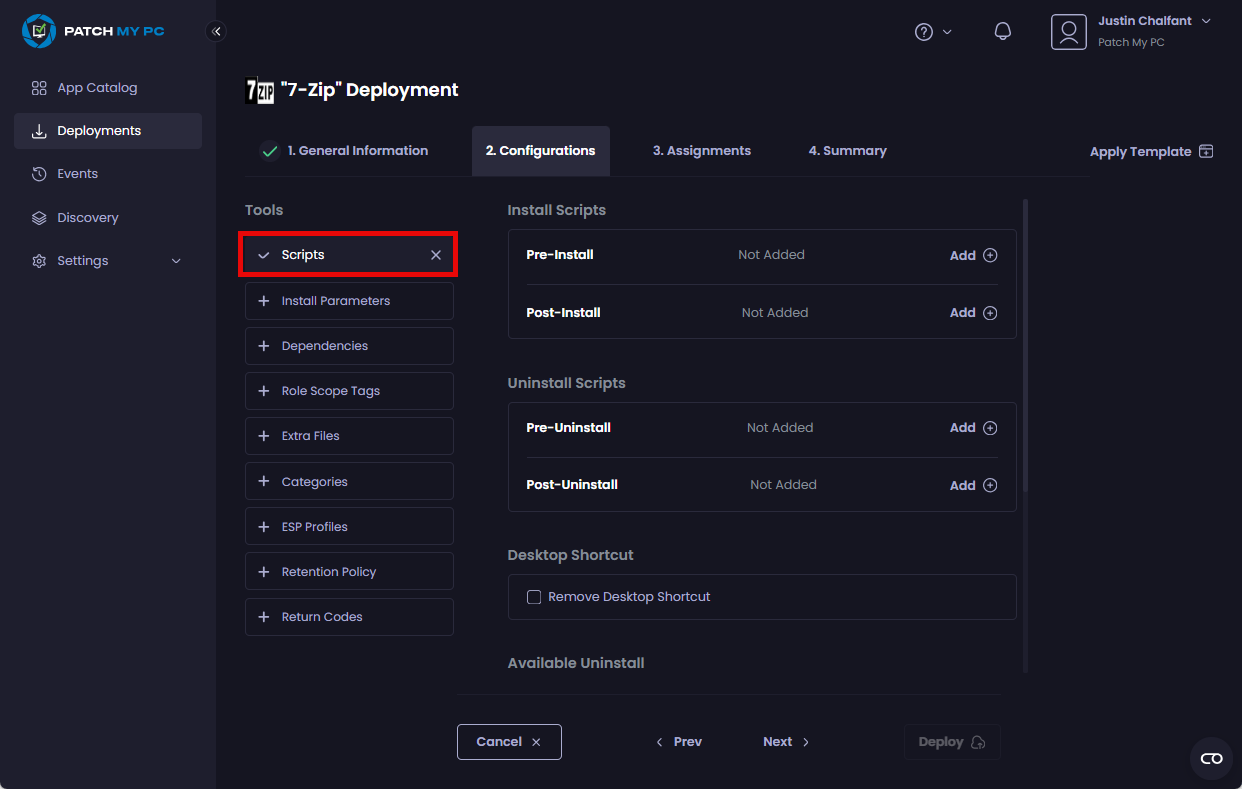 PATCH MY PC
Justin Chalfant
Patch My PC
App Catalog
Deployments
Events
Discovery
Settings
7ZIP "7-Zip" Deployment
1. General Information
2. Configurations
3. Assignments
4. Summary
Apply Template
Tools
Scripts
Install Parameters
Dependencies
Role Scope Tags
Extra Files
Categories
ESP Profiles
Retention Policy
Return Codes
Install Scripts
Pre-Install Not Added Add
Post-Install Not Added Add
Uninstall Scripts
Pre-Uninstall Not Added Add
Post-Uninstall Not Added Add
Desktop Shortcut
Remove Desktop Shortcut
Available Uninstall
Cancel Prev Next Deploy